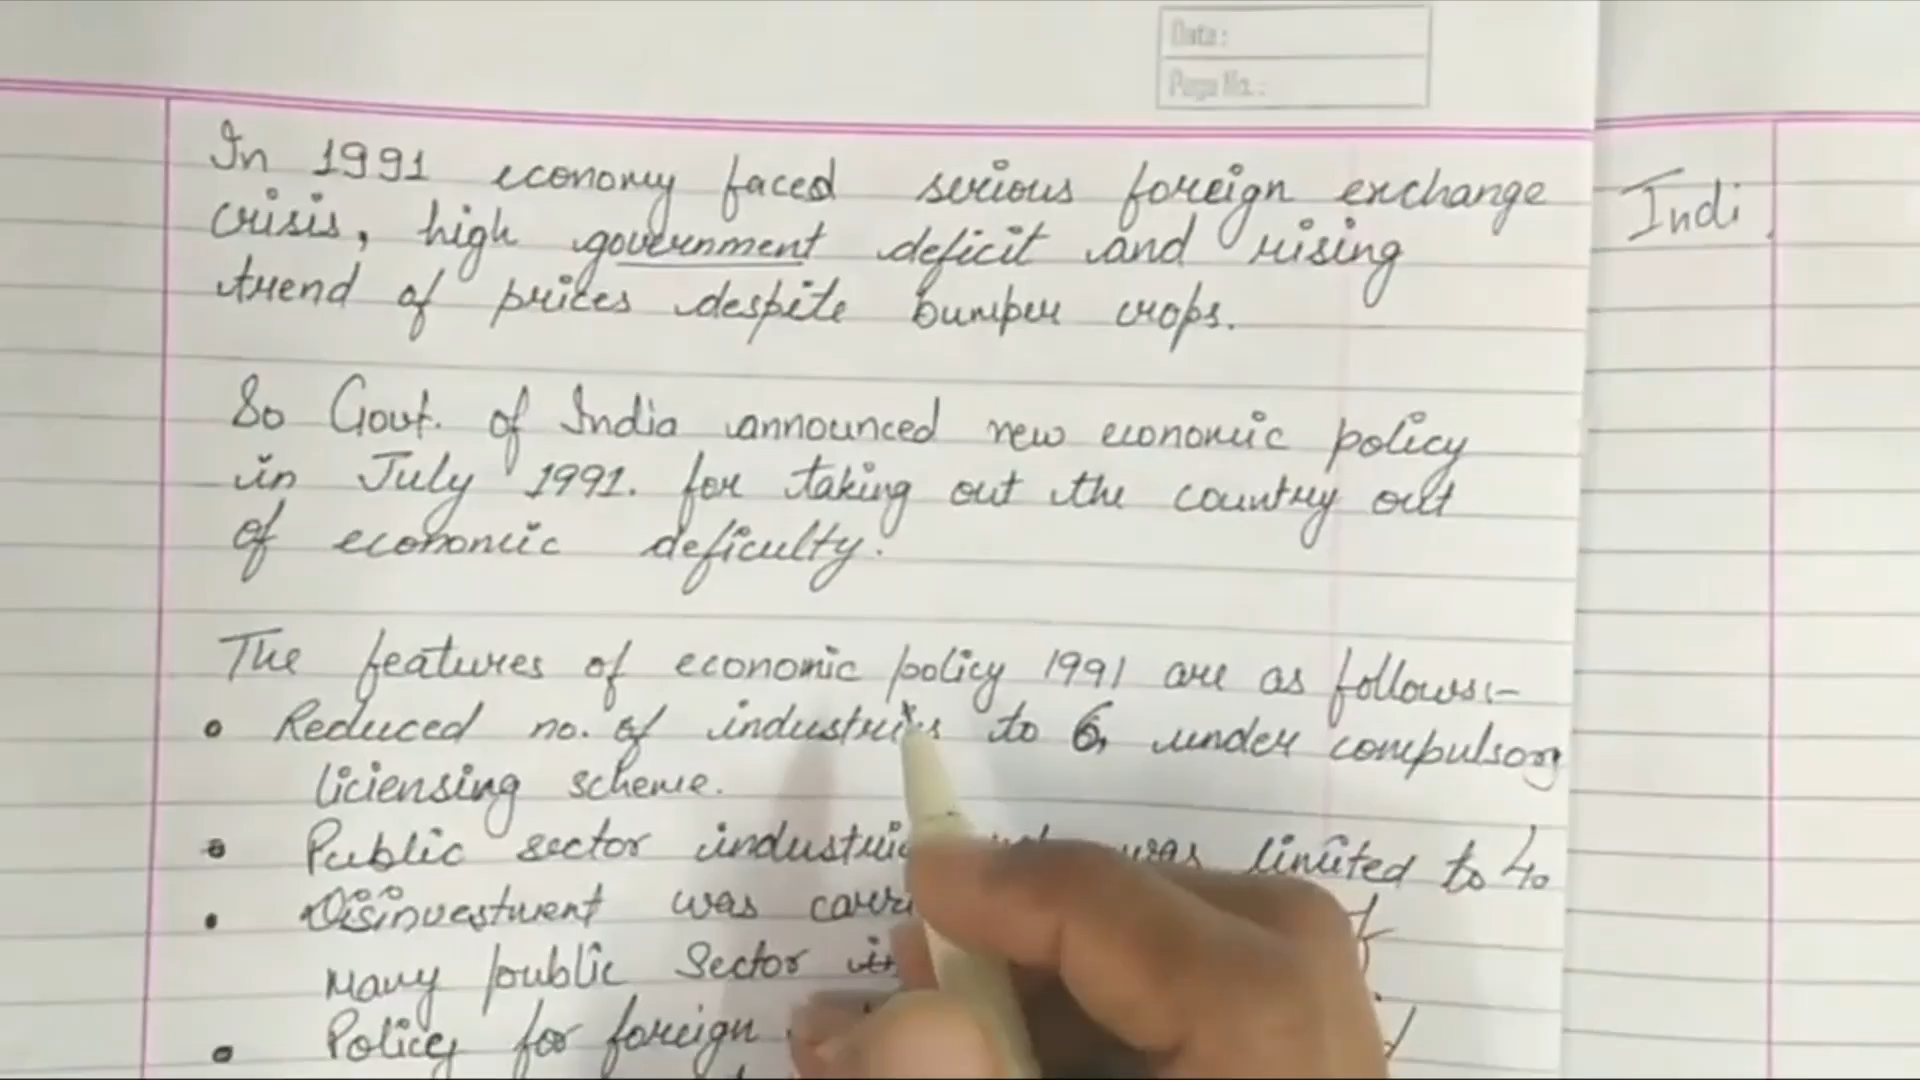 Date:
Page No.:
In 1991 economy faced serious foreign exchange
crisis, high government deficit and rising
trend of prices despite bumper crops.
So Govt. of India announced new economic policy
in July 1991. for taking out the country out
of economic deficulty.
The features of economic policy 1991 are as follows:-
• Reduced no. of industries to 6, under compulsory
liciensing scheme.
• Public sector was limited to 4.
• Disinvestment was
many public sector
• Policy for foreign
Indi